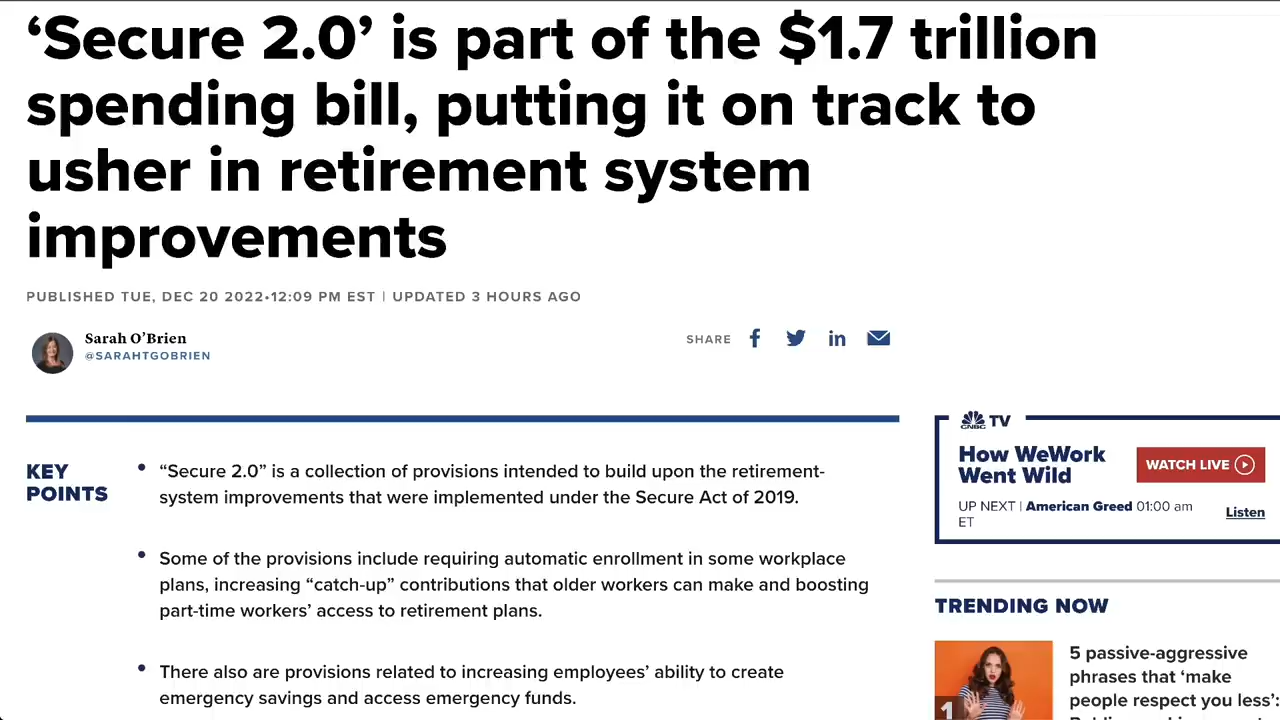 ‘Secure 2.0’ is part of the $1.7 trillion
spending bill, putting it on track to
usher in retirement system
improvements
PUBLISHED TUE, DEC 20 2022•12:09 PM EST | UPDATED 3 HOURS AGO
Sarah O’Brien
@SARAHTGOBRIEN
SHARE
KEY
POINTS
• “Secure 2.0” is a collection of provisions intended to build upon the retirement-
system improvements that were implemented under the Secure Act of 2019.
• Some of the provisions include requiring automatic enrollment in some workplace
plans, increasing “catch-up” contributions that older workers can make and boosting
part-time workers’ access to retirement plans.
• There also are provisions related to increasing employees’ ability to create
emergency savings and access emergency funds.
CNBC TV
How WeWork
Went Wild
WATCH LIVE
UP NEXT | American Greed 01:00 am
ET
Listen
TRENDING NOW
1
5 passive-aggressive
phrases that ‘make
people respect you less’: